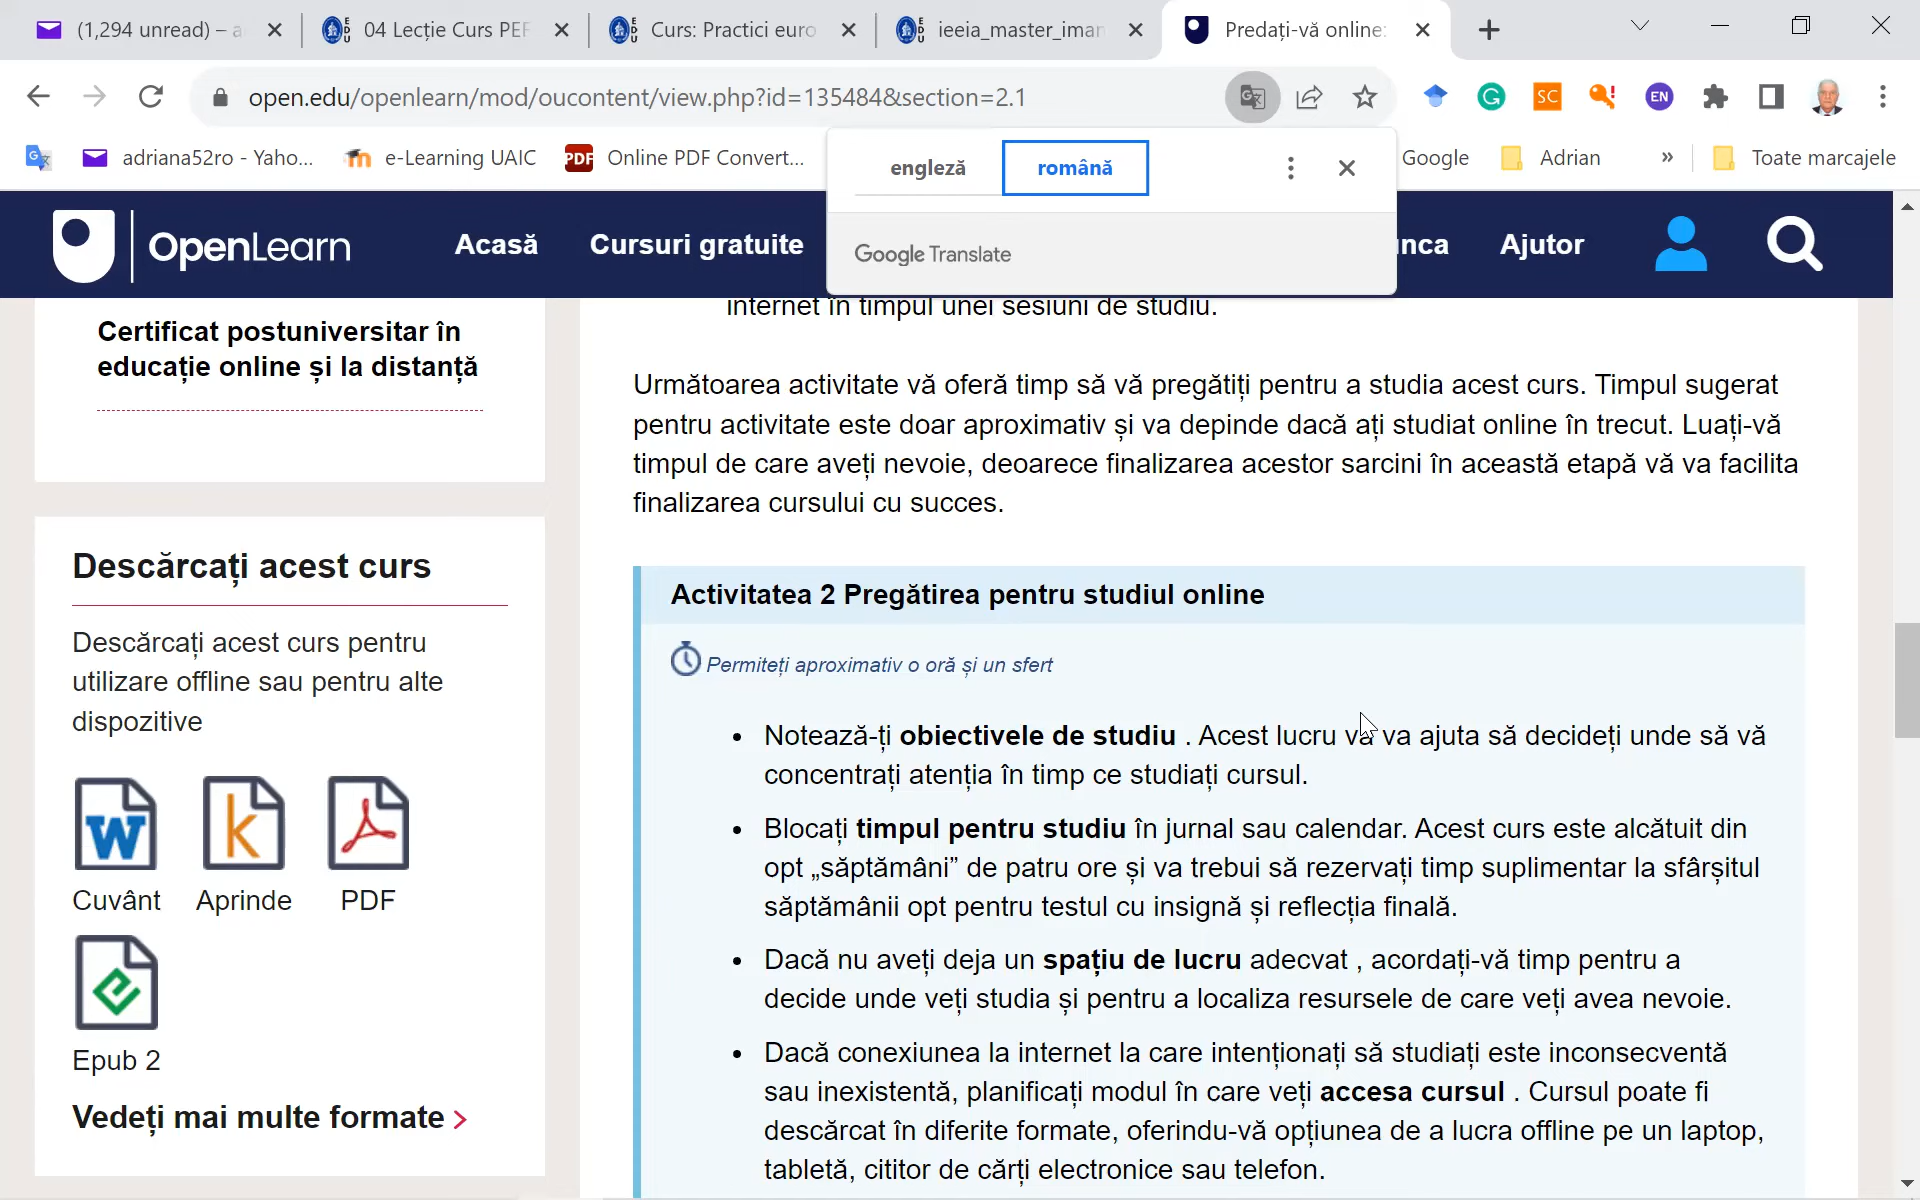 (1,294 unread) – a
04 Lecție Curs PEF
Curs: Practici euro
ieeia_master_iman
Predați-vă online:
open.edu/openlearn/mod/oucontent/view.php?id=135484&section=2.1
SC
EN
adriana52ro - Yaho...
e-Learning UAIC
PDF
Online PDF Convert...
Google
Adrian
»
Toate marcajele
engleză
română
Google Translate
OpenLearn
Acasă
Cursuri gratuite
Ajutor
Certificat postuniversitar în
educație online și la distanță
Descărcați acest curs
Descărcați acest curs pentru
utilizare offline sau pentru alte
dispozitive
Cuvânt
Aprinde
PDF
Epub 2
Vedeți mai multe formate
internet în timpul unei sesiuni de studiu.
Următoarea activitate vă oferă timp să vă pregătiți pentru a studia acest curs. Timpul sugerat
pentru activitate este doar aproximativ și va depinde dacă ați studiat online în trecut. Luați-vă
timpul de care aveți nevoie, deoarece finalizarea acestor sarcini în această etapă vă va facilita
finalizarea cursului cu succes.
Activitatea 2 Pregătirea pentru studiul online
Permiteți aproximativ o oră și un sfert
• Notează-ți obiectivele de studiu . Acest lucru vă va ajuta să decideți unde să vă
concentrați atenția în timp ce studiați cursul.
• Blocați timpul pentru studiu în jurnal sau calendar. Acest curs este alcătuit din
opt „săptămâni” de patru ore și va trebui să rezervați timp suplimentar la sfârșitul
săptămânii opt pentru testul cu insignă și reflecția finală.
• Dacă nu aveți deja un spațiu de lucru adecvat , acordați-vă timp pentru a
decide unde veți studia și pentru a localiza resursele de care veți avea nevoie.
• Dacă conexiunea la internet la care intenționați să studiați este inconsecventă
sau inexistentă, planificați modul în care veți accesa cursul . Cursul poate fi
descărcat în diferite formate, oferindu-vă opțiunea de a lucra offline pe un laptop,
tabletă, cititor de cărți electronice sau telefon.